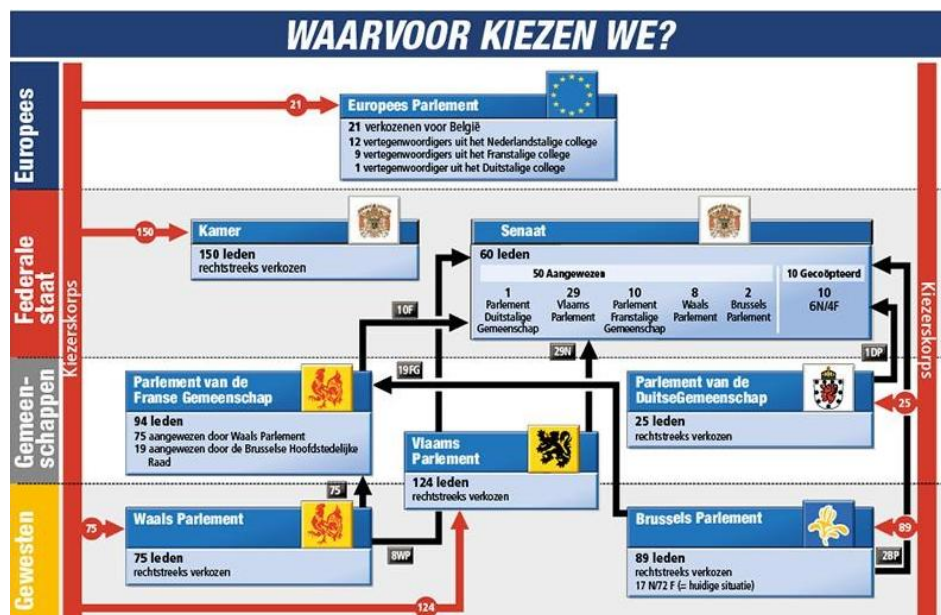 WAARVOOR KIEZEN WE?
Europees
Kiezerskorps
21
Europees Parlement
21 verkozenen voor België
12 vertegenwoordigers uit het Nederlandstalige college
9 vertegenwoordigers uit het Franstalige college
1 vertegenwoordiger uit het Duitstalige college
Federale
staat
150
Kamer
150 leden
rechtstreeks verkozen
Senaat
60 leden
50 Aangewezen
10 Gecoöpteerd
1
Parlement
Duitstalige
Gemeenschap
29
Vlaams
Parlement
10
Parlement
Franstalige
Gemeenschap
8
Waals
Parlement
2
Brussels
Parlement
10
6N/4F
Kiezerskorps
10F
29N
1DP
19FG
Gemeen-
schappen
Parlement van de
Franse Gemeenschap
94 leden
75 aangewezen door Waals Parlement
19 aangewezen door de Brusselse Hoofdstedelijke
Raad
Vlaams
Parlement
124 leden
rechtstreeks verkozen
Parlement van de
DuitseGemeenschap
25 leden
rechtstreeks verkozen
25
Gewesten
75
75
Waals Parlement
75 leden
rechtstreeks verkozen
8WP
124
Brussels Parlement
89 leden
rechtstreeks verkozen
17 N/72 F (= huidige situatie)
89
2BP